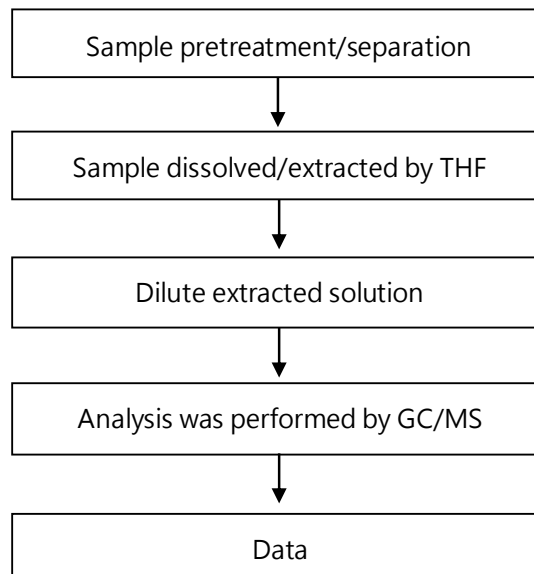 Sample pretreatment/separation
Sample dissolved/extracted by THF
Dilute extracted solution
Analysis was performed by GC/MS
Data